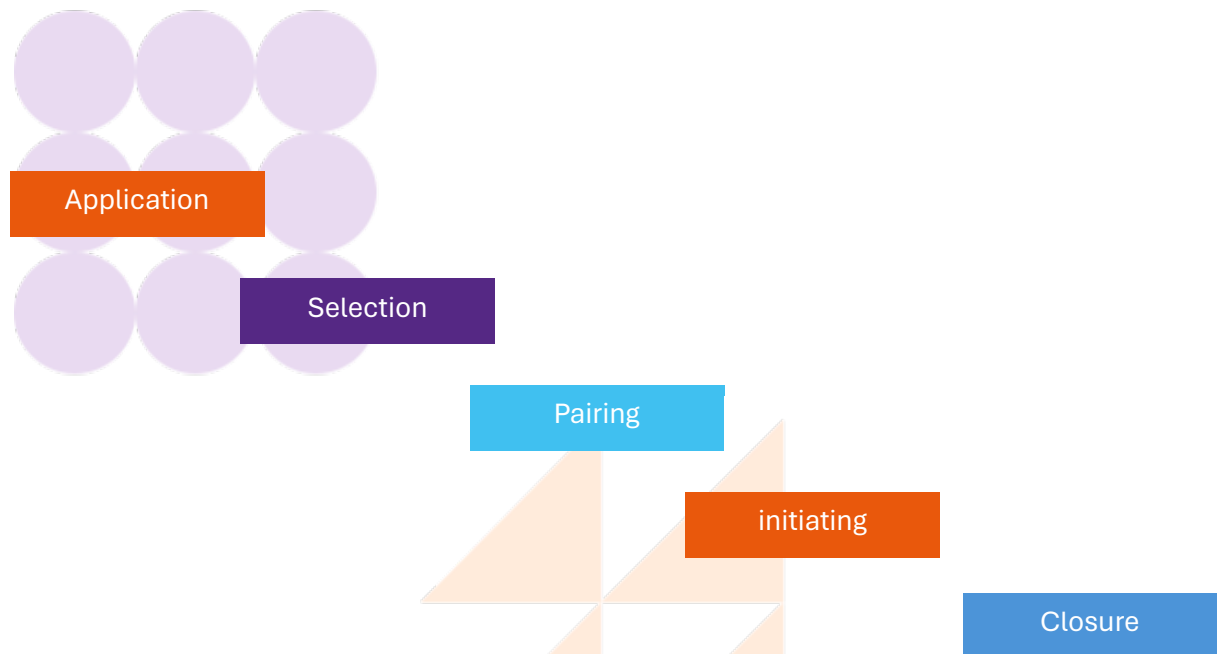 Application
Selection
Pairing
initiating
Closure